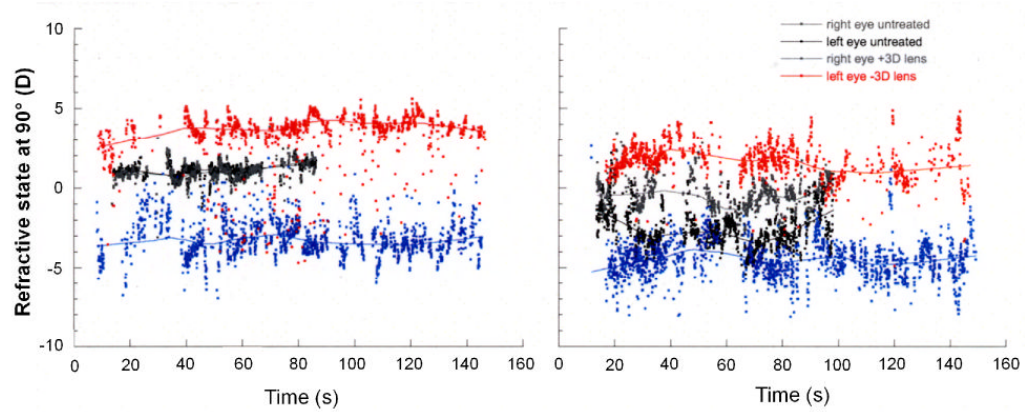 Refractive state at 90° (D)
10
5
0
-5
-10
0 20 40 60 80 100 120 140 160
Time (s)
right eye untreated
left eye untreated
right eye +3D lens
left eye -3D lens
0 20 40 60 80 100 120 140 160
Time (s)